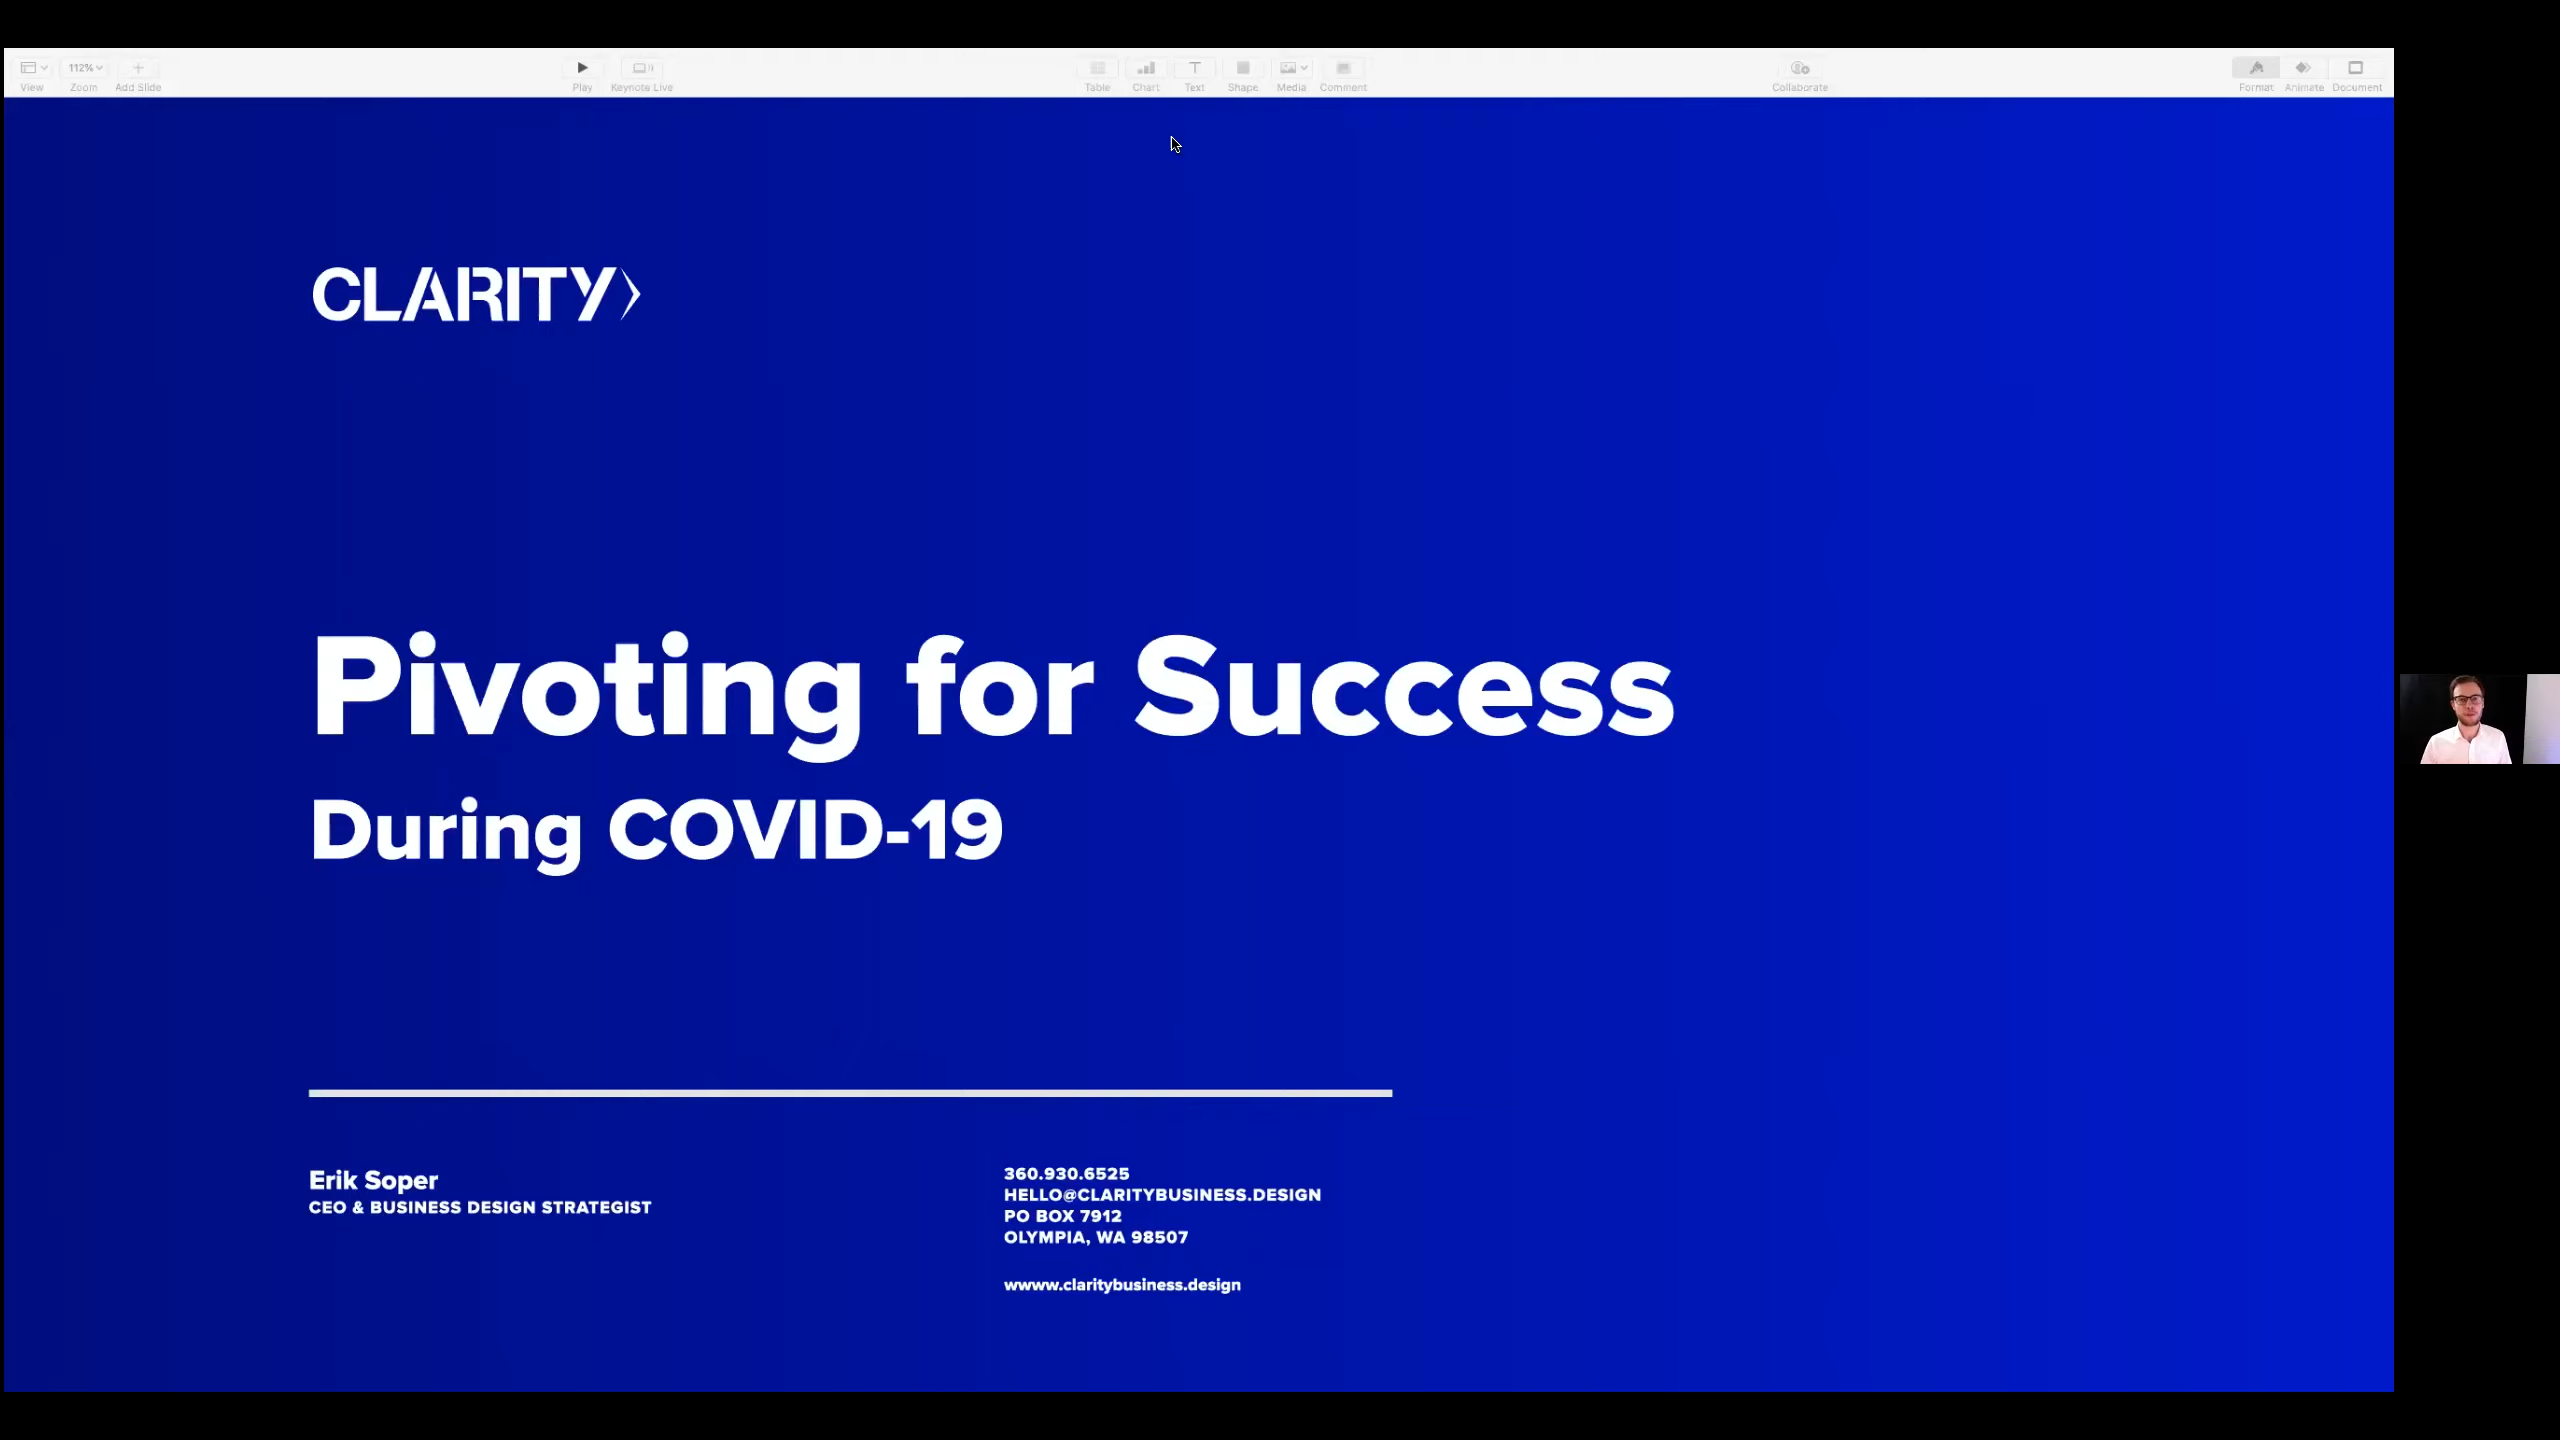 112%
View Zoom Add Slide Play Keynote Live Table Chart Text Shape Media Comment Collaborate Format Animate Document
CLARITY
Pivoting for Success
During COVID-19
Erik Soper
CEO & BUSINESS DESIGN STRATEGIST
360.930.6525
HELLO@CLARITYBUSINESS.DESIGN
PO BOX 7912
OLYMPIA, WA 98507
wwww.claritybusiness.design